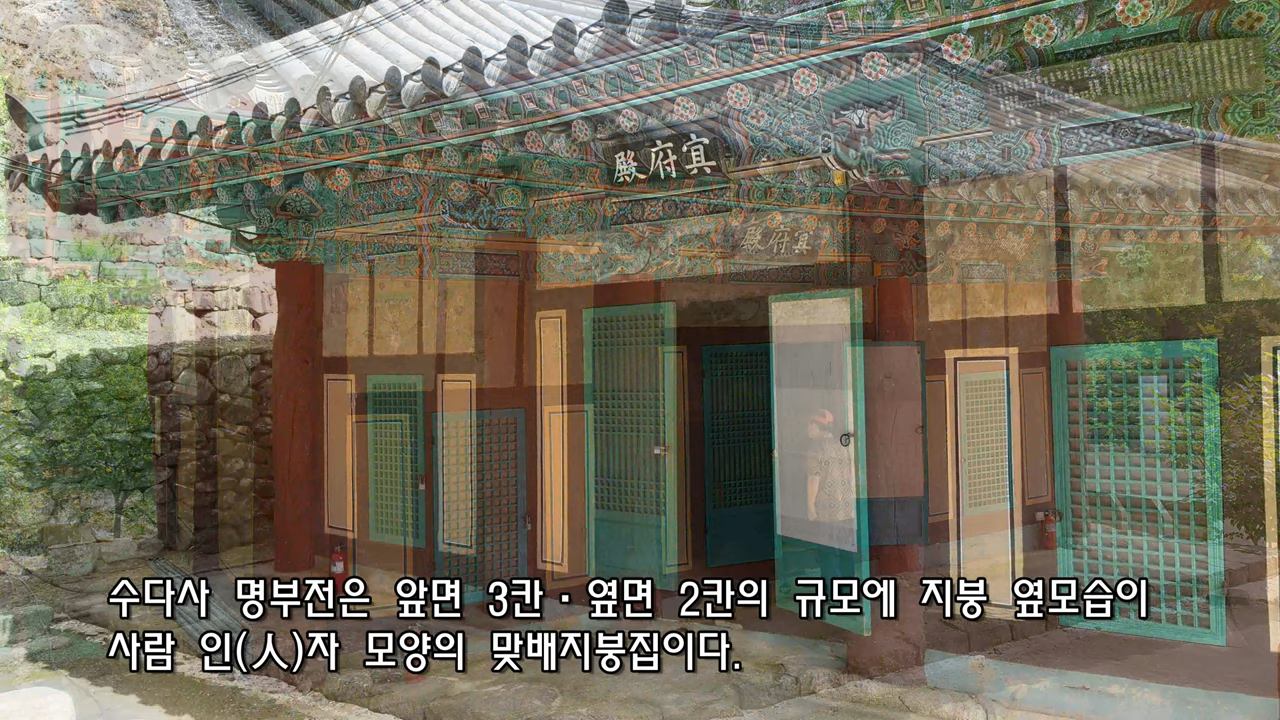 㝠府殿
㝠府殿
수다사 명부전은 앞면 3칸·옆면 2칸의 규모에 지붕 옆모습이
사람 인(人)자 모양의 맞배지붕집이다.